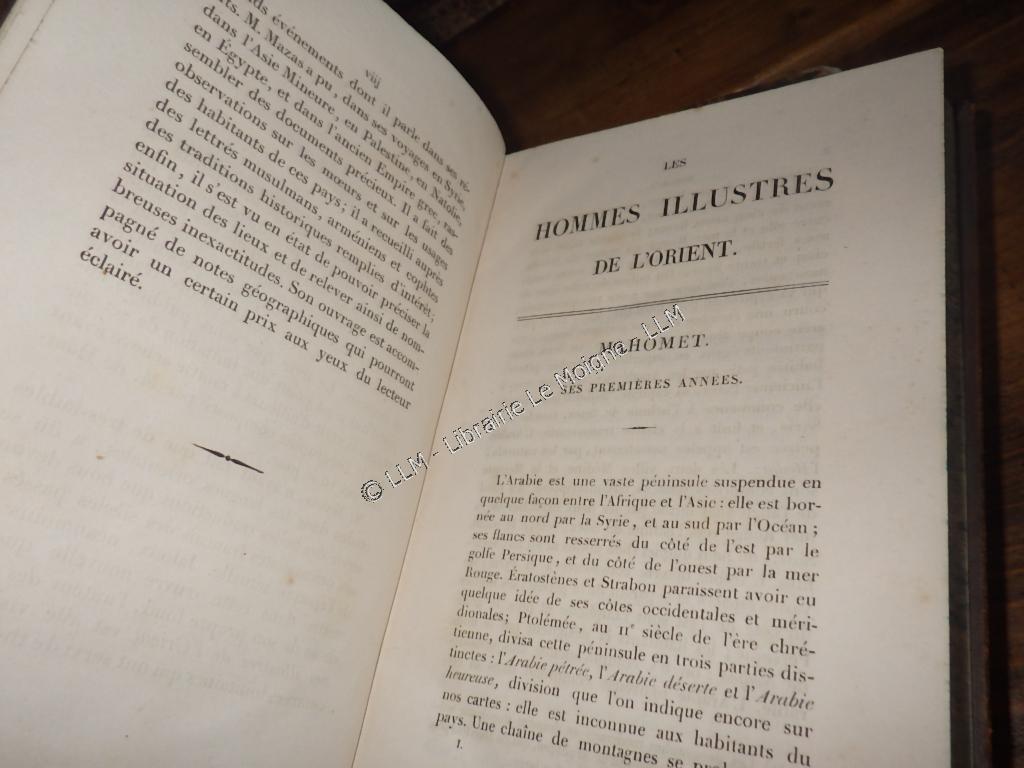 viij
ds événements dont il parle dans ses ré-
its. M. Mazas a pu, dans ses voyages en Syrie,
dans l'Asie Mineure, en Palestine, en Natolie,
en Égypte, et dans l'ancien Empire grec, ras-
sembler des documents précieux. Il a fait des
observations sur les mœurs et sur les usages
des habitants de ces pays; il a recueilli auprès
des lettrés musulmans, arméniens et cophtes
des traditions historiques remplies d'intérêt;
enfin, il s'est vu en état de pouvoir préciser la
situation des lieux et de relever ainsi de nom-
breuses inexactitudes. Son ouvrage est accom-
pagné de notes géographiques qui pourront
avoir un certain prix aux yeux du lecteur
éclairé.
LES
HOMMES ILLUSTRES
DE L'ORIENT.
MAHOMET.
SES PREMIÈRES ANNÉES.
L'Arabie est une vaste péninsule suspendue en
quelque façon entre l'Afrique et l'Asie : elle est bor-
née au nord par la Syrie, et au sud par l'Océan ;
ses flancs sont resserrés du côté de l'est par le
golfe Persique, et du côté de l'ouest par la mer
Rouge. Ératostènes et Strabon paraissent avoir eu
quelque idée de ses côtes occidentales et méri-
dionales; Ptolémée, au IIe siècle de l'ère chré-
tienne, divisa cette péninsule en trois parties dis-
tinctes : l'Arabie pétrée, l'Arabie déserte et l'Arabie
heureuse, division que l'on indique encore sur
nos cartes : elle est inconnue aux habitants du
pays. Une chaîne de montagnes se
I.
© LLM - Librairie Le Moigne, LLM